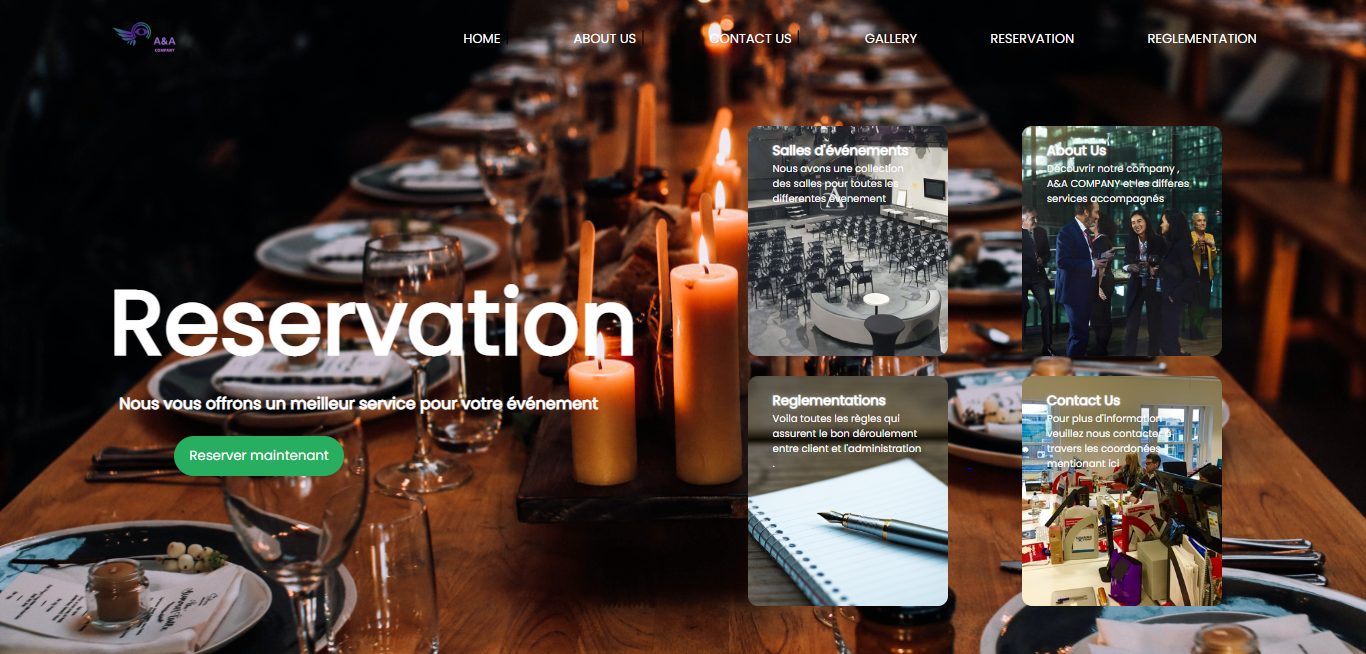 A&A
COMPANY
HOME
ABOUT US
CONTACT US
GALLERY
RESERVATION
REGLEMENTATION
Reservation
Nous vous offrons un meilleur service pour votre événement
Reserver maintenant
Salles d'événements
Nous avons une collection
des salles pour toutes les
differentes évenement
About Us
Découvrir notre company ,
A&A COMPANY et les differes
services accompagnés
Reglementations
Voila toutes les règles qui
assurent le bon déroulement
entre client et l'administration
.
Contact Us
Pour plus d'information
veuillez nous contacter à
travers les coordonées
mentionant ici